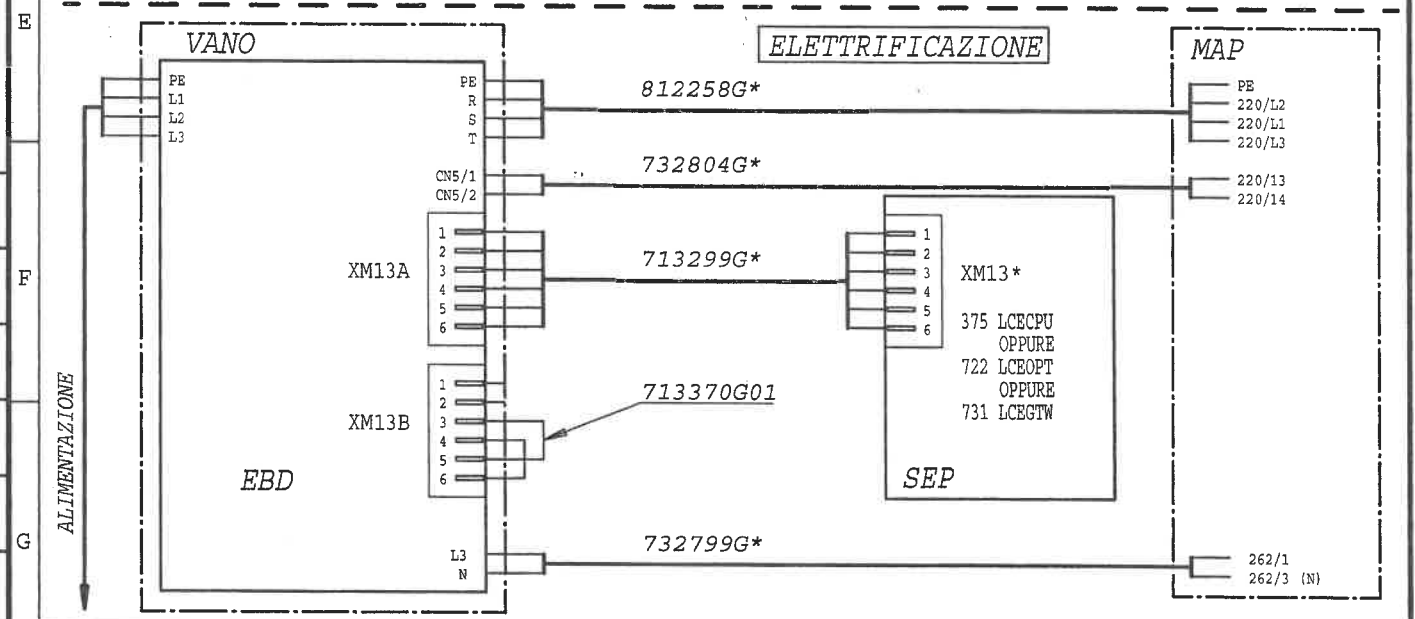 E
F
G
VANO
ELETTRIFICAZIONE
MAP
ALIMENTAZIONE
PE
L1
L2
L3
PE
R
S
T
812258G*
PE
220/L2
220/L1
220/L3
CN5/1
CN5/2
732804G*
220/13
220/14
XM13A
1
2
3
4
5
6
713299G*
1
2
3
4
5
6
XM13*
375 LCECPU
OPPURE
722 LCEOPT
OPPURE
731 LCEGTW
SEP
XM13B
1
2
3
4
5
6
713370G01
EBD
L3
N
732799G*
262/1
262/3 (N)